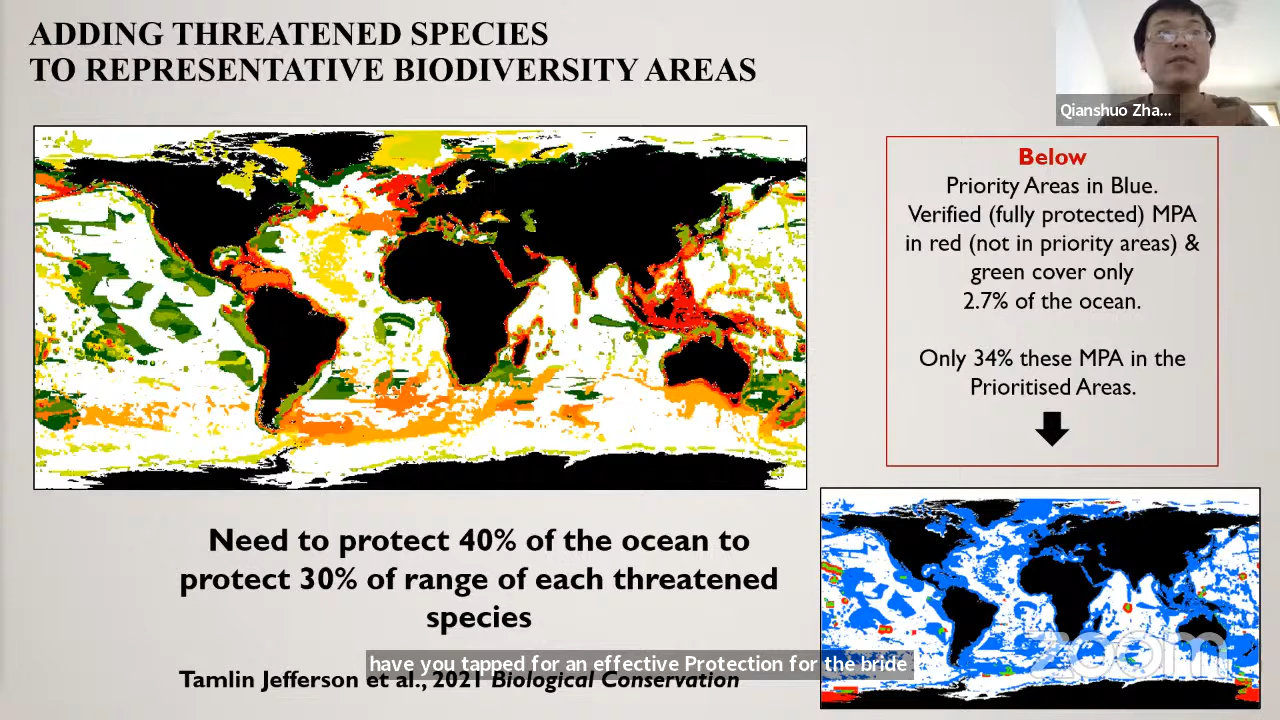 ADDING THREATENED SPECIES
TO REPRESENTATIVE BIODIVERSITY AREAS
Qianshuo Zha...
Below
Priority Areas in Blue.
Verified (fully protected) MPA
in red (not in priority areas) &
green cover only
2.7% of the ocean.
Only 34% these MPA in the
Prioritised Areas.
Need to protect 40% of the ocean to
protect 30% of range of each threatened
species
have you tapped for an effective Protection for the bride
Tamlin Jefferson et al., 2021 Biological Conservation
zoom